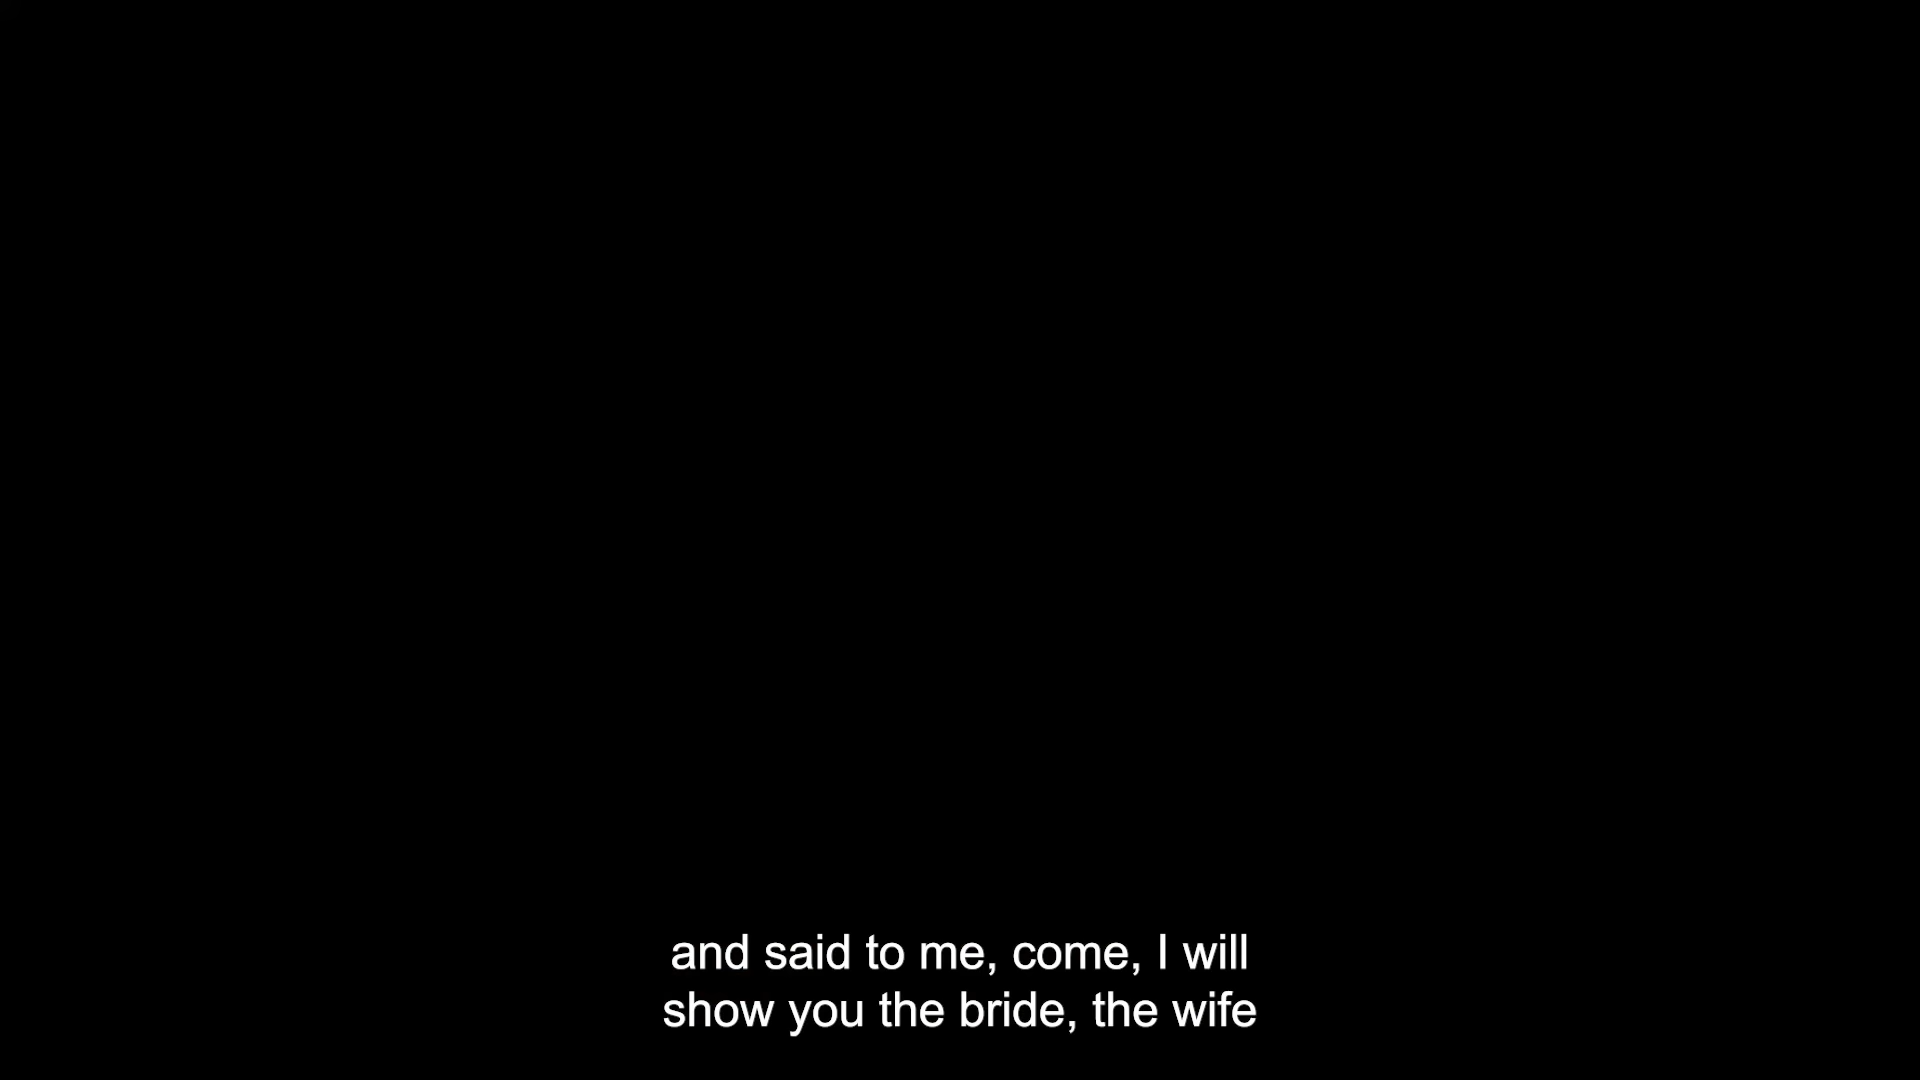 and said to me, come, I will
show you the bride, the wife